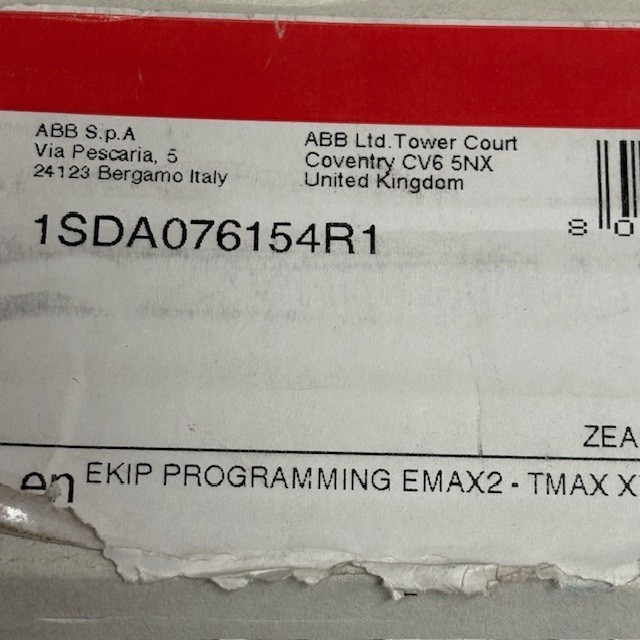 ABB S.p.A
Via Pescaria, 5
24123 Bergamo Italy
ABB Ltd.Tower Court
Coventry CV6 5NX
United Kingdom
8 0
1SDA076154R1
ZEA
en EKIP PROGRAMMING EMAX2 - TMAX X